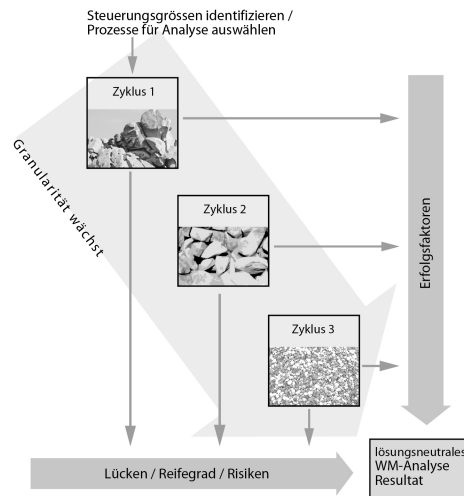 Steuerungsgrössen identifizieren /
Prozesse für Analyse auswählen
Zyklus 1
Granularität wächst
Zyklus 2
Zyklus 3
Erfolgsfaktoren
Lücken / Reifegrad / Risiken
lösungsneutrales
WM-Analyse
Resultat